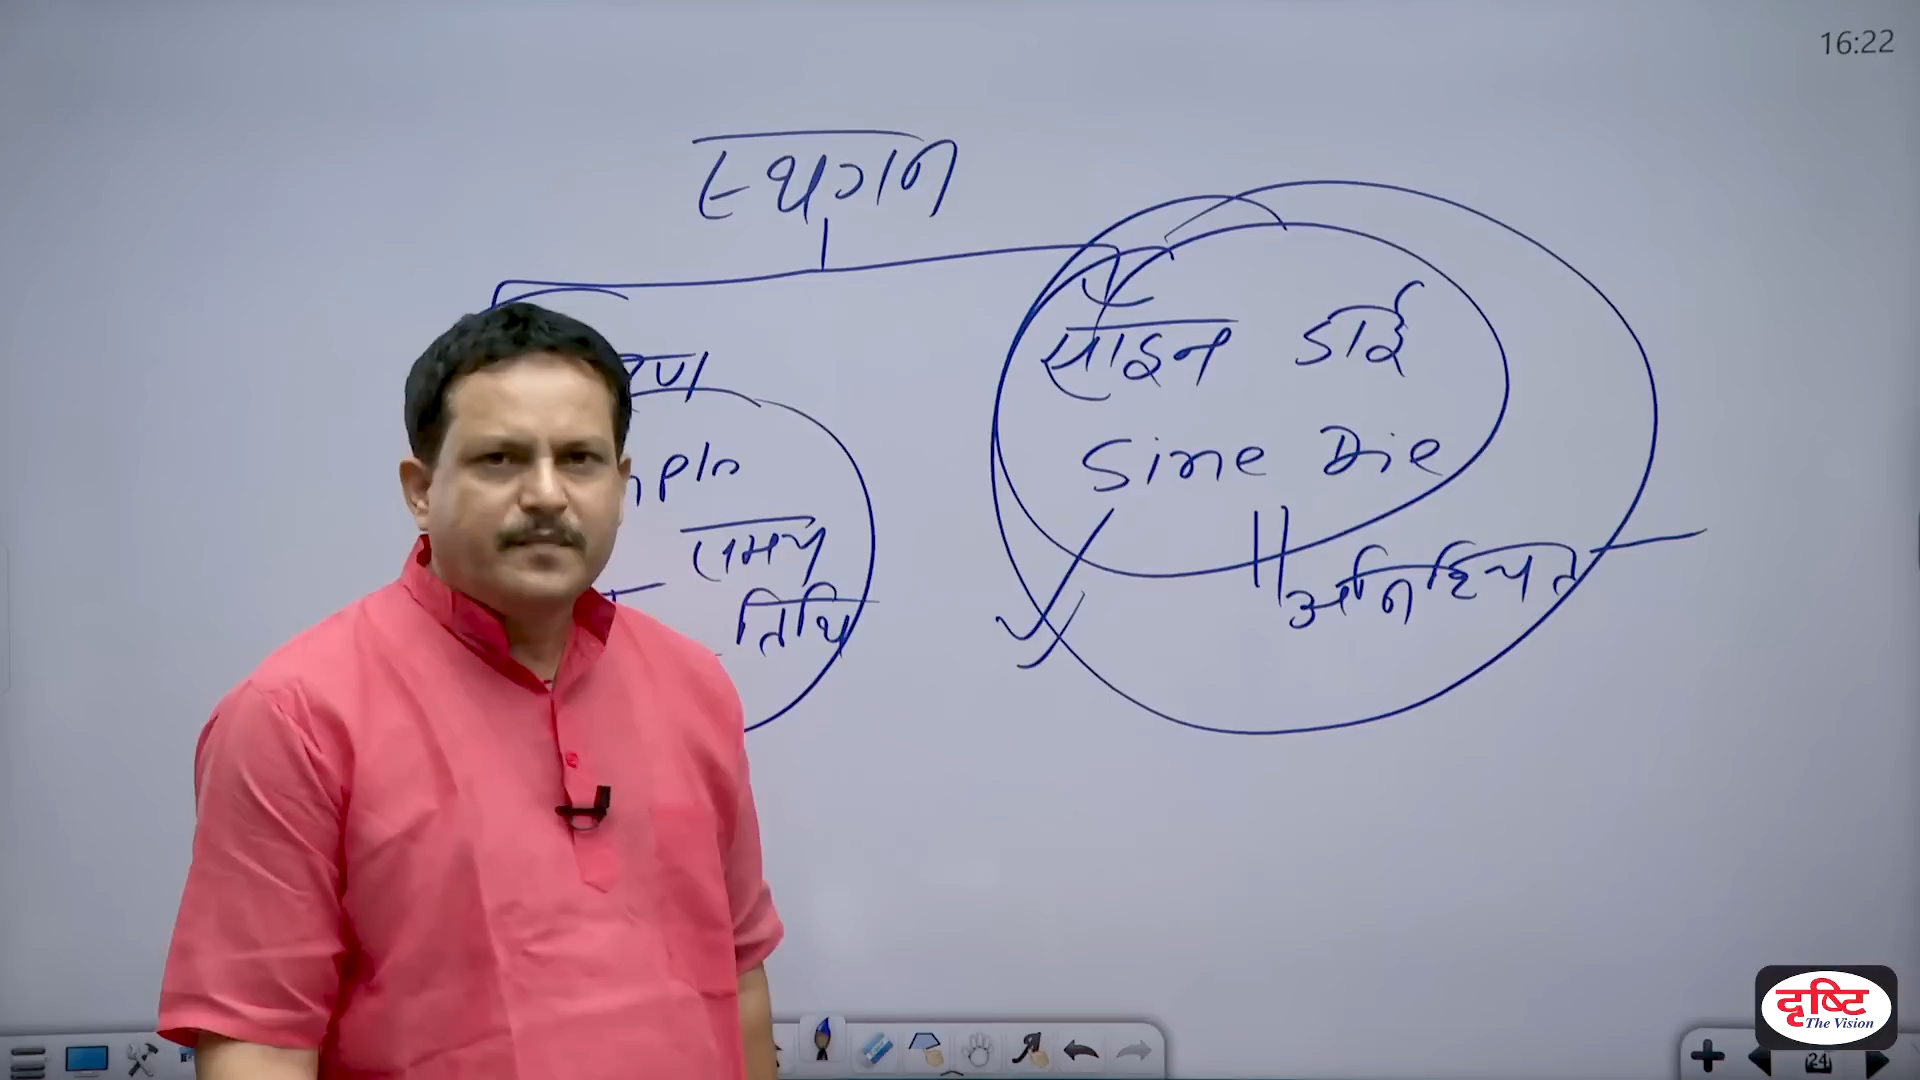 16:22
स्थगन
साइन डाई
Sine Die
समय
तिथि
अनिश्चित
दृष्टि
The Vision
24